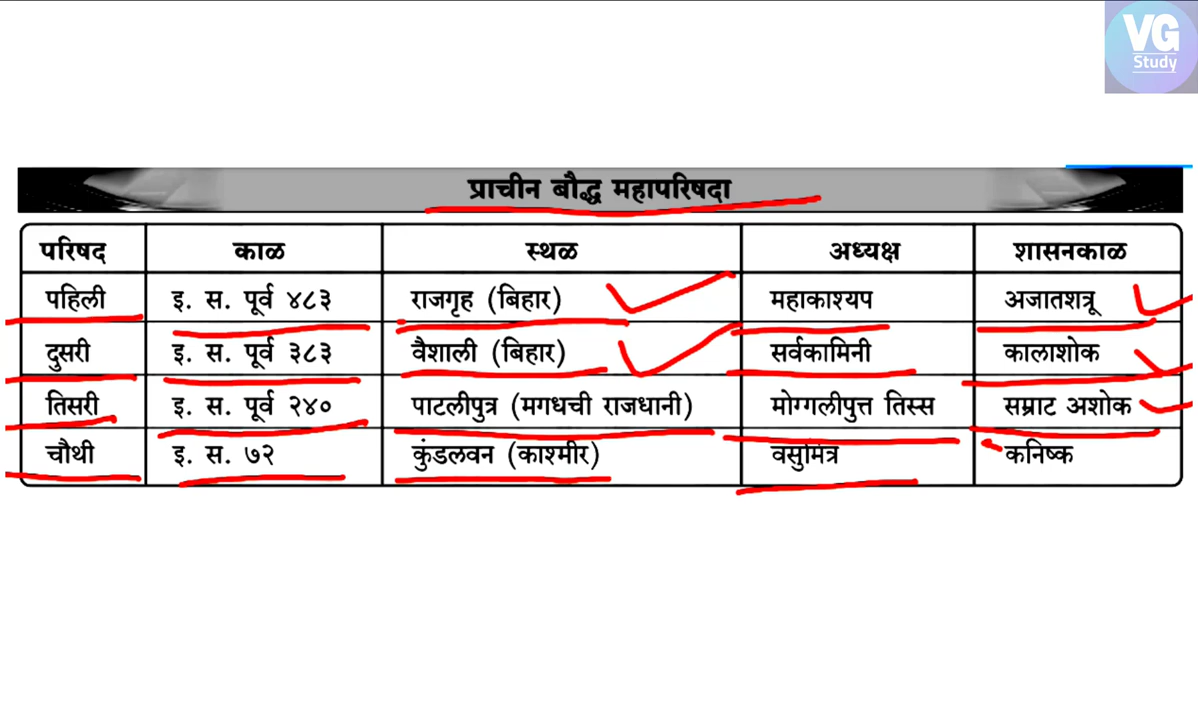 VG
Study
प्राचीन बौद्ध महापरिषदा
परिषद काळ स्थळ अध्यक्ष शासनकाळ
पहिली इ. स. पूर्व ४८३ राजगृह (बिहार) महाकाश्यप अजातशत्रू
दुसरी इ. स. पूर्व ३८३ वैशाली (बिहार) सर्वकामिनी कालाशोक
तिसरी इ. स. पूर्व २४० पाटलीपुत्र (मगधची राजधानी) मोग्गलीपुत्त तिस्स सम्राट अशोक
चौथी इ. स. ७२ कुंडलवन (काश्मीर) वसुमित्र कनिष्क